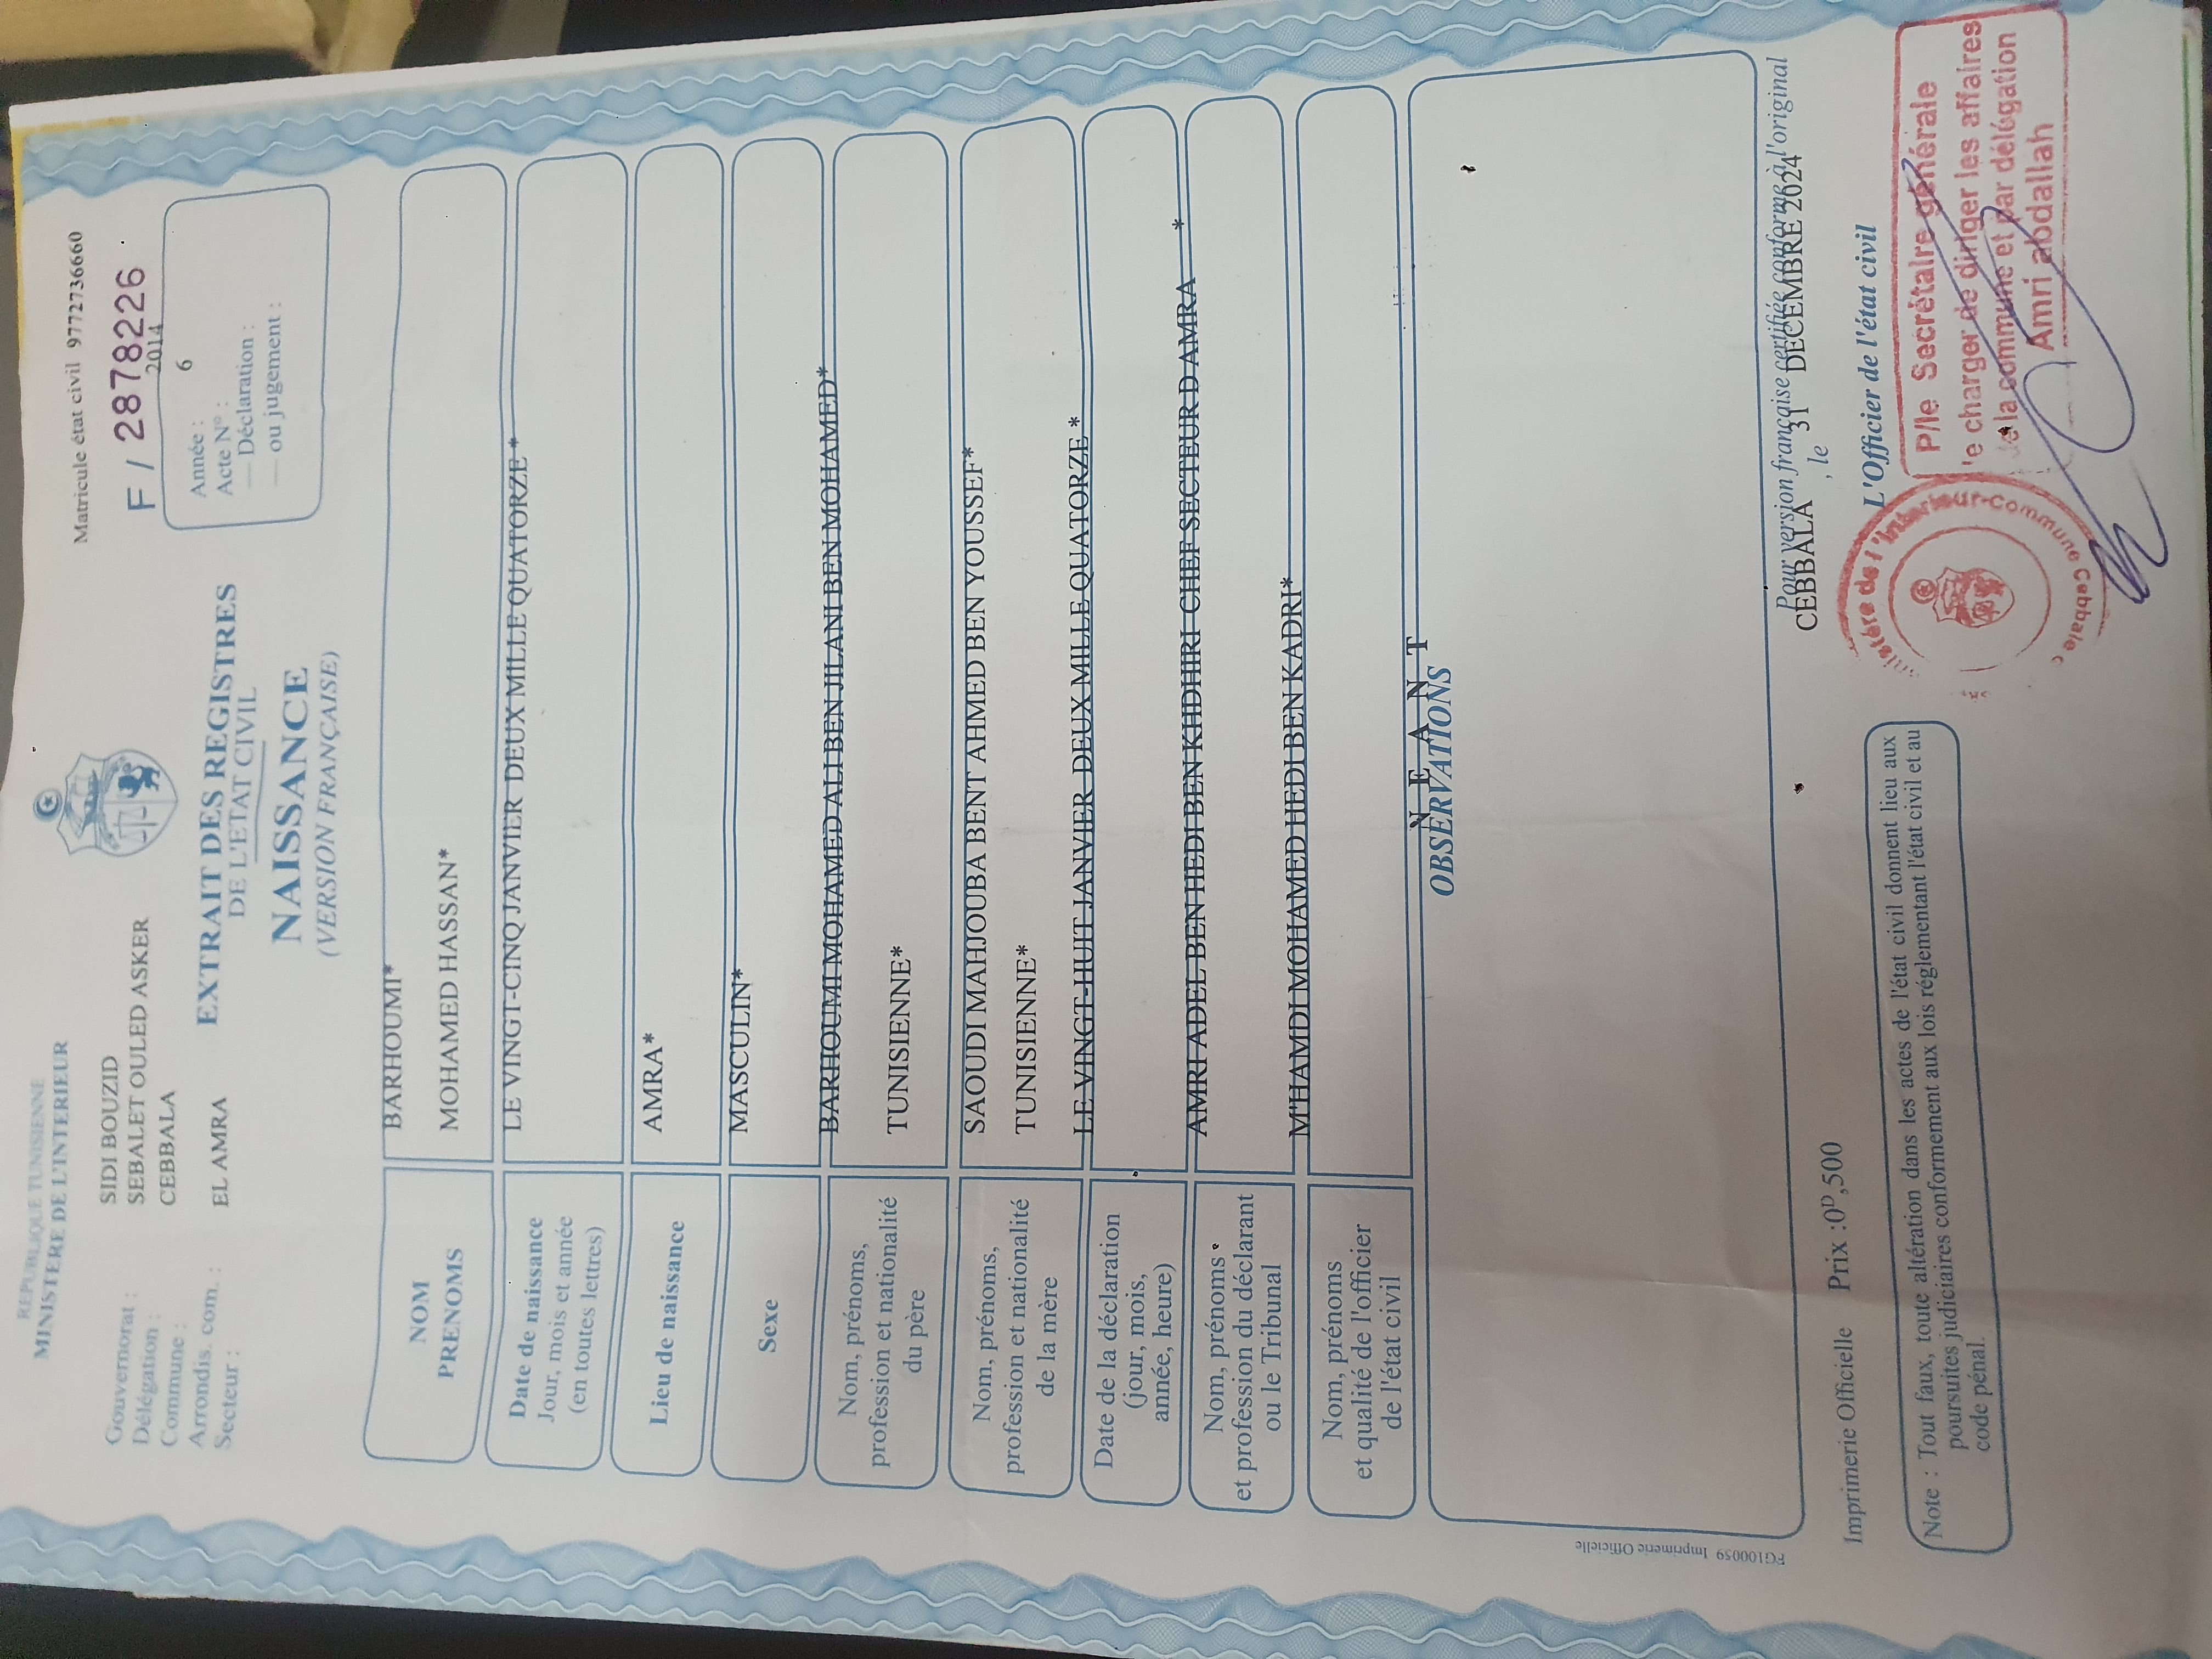 REPUBLIQUE TUNISIENNE
MINISTERE DE L'INTERIEUR
Gouvernorat : SIDI BOUZID
Délégation : SEBALET OULED ASKER
Commune : CEBBALA
Arrondis. com. :
Secteur : EL AMRA
Matricule état civil 97727736660
F / 2878226
Année : 2014
Acte N° : 6
— Déclaration :
— ou jugement :
EXTRAIT DES REGISTRES
DE L'ETAT CIVIL
NAISSANCE
(VERSION FRANÇAISE)
NOM
PRENOMS
BARHOUMI*
MOHAMED HASSAN*
Date de naissance
Jour, mois et année
(en toutes lettres)
LE VINGT-CINQ JANVIER DEUX MILLE QUATORZE *
Lieu de naissance
AMRA*
Sexe
MASCULIN*
Nom, prénoms,
profession et nationalité
du père
BARHOUMI MOHAMED ALI BEN JILANI BEN MOHAMED*
TUNISIENNE*
Nom, prénoms,
profession et nationalité
de la mère
SAOUDI MAHJOUBA BENT AHMED BEN YOUSSEF*
TUNISIENNE*
Date de la déclaration
(jour, mois,
année, heure)
LE VINGT-HUIT JANVIER DEUX MILLE QUATORZE *
Nom, prénoms
et profession du déclarant
ou le Tribunal
AMRI ADEL BEN HEDI BEN KHDHIRI CHEF SECTEUR D AMRA *
Nom, prénoms
et qualité de l'officier
de l'état civil
M'HAMDI MOHAMED HEDI BEN KADRI*
N E A N T
OBSERVATIONS
Pour version française certifiée conforme à l'original
CEBBALA , le 31 DECEMBRE 2024
L'Officier de l'état civil
P/le Secrétaire générale
e charger de diriger les affaires
de la commune et par délégation
Amri abdallah
de l'Intérieur-Commune Cebbala
Imprimerie Officielle Prix :0D,500
Note : Tout faux, toute altération dans les actes de l'état civil donnent lieu aux
poursuites judiciaires conformement aux lois réglementant l'état civil et au
code pénal.
FG100059 Imprimerie Officielle